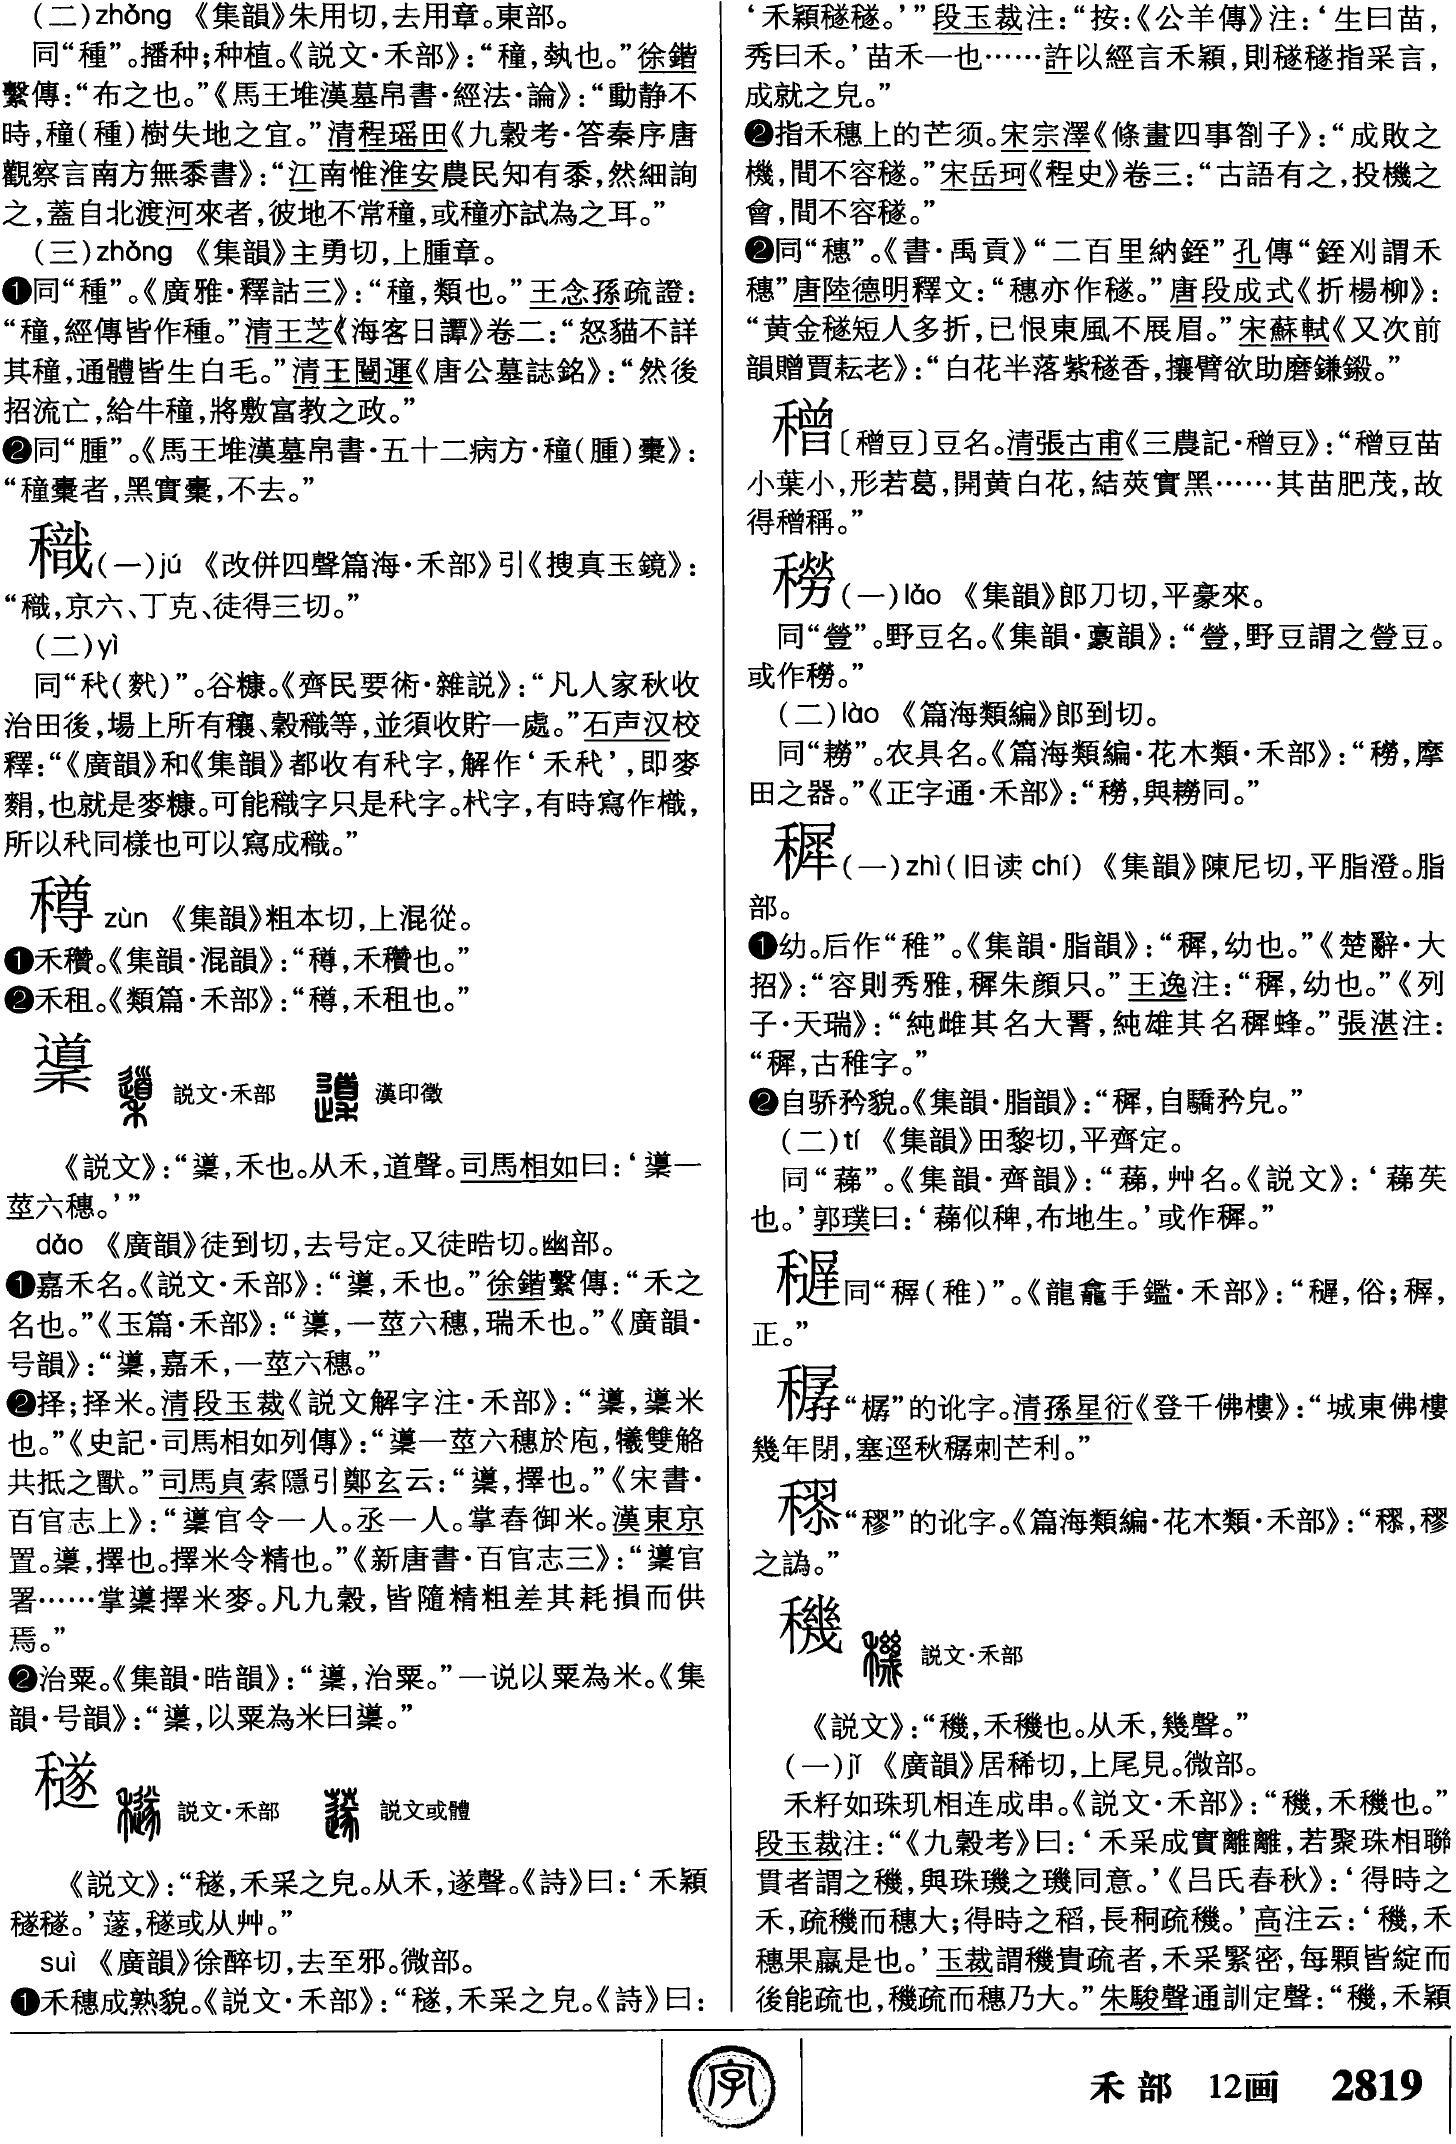 (二)zhǒng 《集韻》朱用切,去用章。東部。
同“種”。播种;种植。《説文·禾部》:“穜,埶也。”徐鍇
繫傳:“布之也。”《馬王堆漢墓帛書·經法·論》:“動静不
時,穜(種)樹失地之宜。”清程瑶田《九穀考·答秦序唐
觀察言南方無黍書》:“江南惟淮安農民知有黍,然細詢
之,蓋自北渡河來者,彼地不常穜,或穜亦試為之耳。”
(三)zhǒng 《集韻》主勇切,上腫章。
❶同“種”。《廣雅·釋詁三》:“穜,類也。”王念孫疏證:
“穜,經傳皆作種。”清王芝《海客日譚》卷二:“怒貓不詳
其穜,通體皆生白毛。”清王闓運《唐公墓誌銘》:“然後
招流亡,給牛穜,將敷富教之政。”
❷同“腫”。《馬王堆漢墓帛書·五十二病方·穜(腫)櫜》:
“穜櫜者,黑實櫜,不去。”
穖(一)jú 《改併四聲篇海·禾部》引《搜真玉鏡》:
“,京六、丁克、徒得三切。”
(二)yì
同“杙(䴬)”。谷糠。《齊民要術·雜説》:“凡人家秋收
治田後,場上所有穰、穀等,並須收貯一處。”石声汉校
釋:“《廣韻》和《集韻》都收有字,解作‘禾’,即麥
䴬,也就是麥糠。可能字只是字。杙字,有時寫作樴,
所以同樣也可以寫成。”
䔿 zùn 《集韻》粗本切,上混從。
❶禾穳。《集韻·混韻》:“,禾穳也。”
❷禾租。《類篇·禾部》:“,禾租也。”
䆃 説文·禾部 漢印徵
《説文》:“䆃,禾也。从禾,道聲。司馬相如曰:‘䆃一
莖六穗。’”
dǎo 《廣韻》徒到切,去号定。又徒晧切。幽部。
❶嘉禾名。《説文·禾部》:“䆃,禾也。”徐鍇繫傳:“禾之
名也。”《玉篇·禾部》:“䆃,一莖六穗,瑞禾也。”《廣韻·
号韻》:“䆃,嘉禾,一莖六穗。”
❷择;择米。清段玉裁《説文解字注·禾部》:“䆃,䆃米
也。”《史記·司馬相如列傳》:“䆃一莖六穗於庖,犧雙觡
共抵之獸。”司馬貞索隱引鄭玄云:“䆃,擇也。”《宋書·
百官志上》:“䆃官令一人。丞一人。掌舂御米。漢東京
置。䆃,擇也。擇米令精也。”《新唐書·百官志三》:“䆃官
署……掌䆃擇米麥。凡九穀,皆隨精粗差其耗損而供
焉。”
❷治粟。《集韻·晧韻》:“䆃,治粟。”一说以粟為米。《集
韻·号韻》:“䆃,以粟為米曰䆃。”
穟 説文·禾部 説文或體
《説文》:“穟,禾采之皃。从禾,遂聲。《詩》曰:‘禾穎
穟穟。’䔹,穟或从艸。”
suì 《廣韻》徐醉切,去至邪。微部。
❶禾穗成熟貌。《説文·禾部》:“穟,禾采之皃。《詩》曰:
‘禾穎穟穟。’”段玉裁注:“按:《公羊傳》注:‘生曰苗,
秀曰禾。’苗禾一也……許以經言禾穎,則穟穟指采言,
成就之皃。”
❷指禾穗上的芒须。宋宗澤《條畫四事劄子》:“成敗之
機,間不容穟。”宋岳珂《桯史》卷三:“古語有之,投機之
會,間不容穟。”
❷同“穗”。《書·禹貢》“二百里納銍”孔傳“銍刈謂禾
穗”唐陸德明釋文:“穗亦作穟。”唐段成式《折楊柳》:
“黄金穟短人多折,已恨東風不展眉。”宋蘇軾《又次前
韻贈賈耘老》:“白花半落紫穟香,攘臂欲助磨鎌鍛。”
䆅〔豆〕豆名。清張古甫《三農記·豆》:“豆苗
小葉小,形若葛,開黄白花,結莢實黑……其苗肥茂,故
得稱。”
䝁(一)láo 《集韻》郎刀切,平豪來。
同“䝁”。野豆名。《集韻·豪韻》:“䝁,野豆謂之䝁豆。
或作。”
(二)lào 《篇海類編》郎到切。
同“耮”。农具名。《篇海類編·花木類·禾部》:“,摩
田之器。”《正字通·禾部》:“,與耮同。”
稺(一)zhì(旧读 chí) 《集韻》陳尼切,平脂澄。脂
部。
❶幼。后作“稚”。《集韻·脂韻》:“稺,幼也。”《楚辭·大
招》:“容則秀雅,稺朱顔只。”王逸注:“稺,幼也。”《列
子·天瑞》:“純雌其名大䏿,純雄其名稺蜂。”張湛注:
“稺,古稚字。”
❷自骄矜貌。《集韻·脂韻》:“稺,自驕矜皃。”
(二)tí 《集韻》田黎切,平齊定。
同“䔑”。《集韻·齊韻》:“䔑,艸名。《説文》:‘䔑苵
也。’郭璞曰:‘䔑似稗,布地生。’或作稺。”
同“稺(稚)”。《龍龕手鑑·禾部》:“,俗;稺,
正。”
“樼”的讹字。清孫星衍《登千佛樓》:“城東佛樓
幾年閉,塞逕秋刺芒利。”
“穋”的讹字。《篇海類編·花木類·禾部》:“,穋
之譌。”
穖 説文·禾部
《説文》:“穖,禾穖也。从禾,幾聲。”
(一)jǐ 《廣韻》居狶切,上尾見。微部。
禾籽如珠玑相连成串。《説文·禾部》:“穖,禾穖也。”
段玉裁注:“《九穀考》曰:‘禾采成實離離,若聚珠相聯
貫者謂之穖,與珠璣之璣同意。’《吕氏春秋》:‘得時之
禾,疏穖而穗大;得時之稻,長秱疏穖。’高注云:‘穖,禾
穗果蠃是也。’玉裁謂穖貴疏者,禾采緊密,每顆皆綻而
後能疏也,穖疏而穗乃大。”朱駿聲通訓定聲:“穖,禾穎
字
禾部 12画 2819